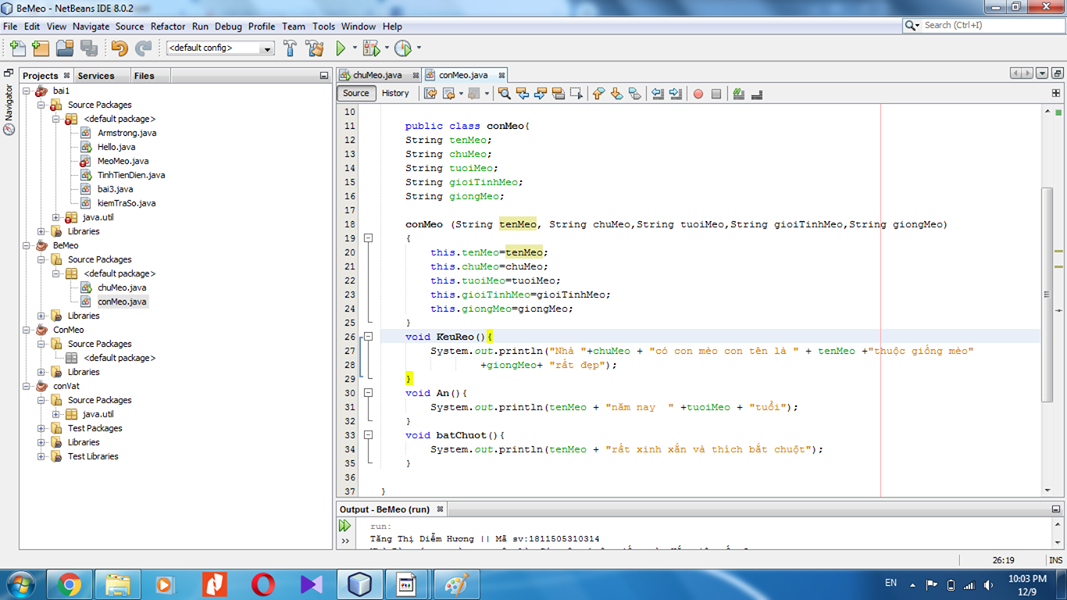 BeMeo - NetBeans IDE 8.0.2
File Edit View Navigate Source Refactor Run Debug Profile Team Tools Window Help
Search (Ctrl+I)
<default config>
Projects Services Files
Navigator
bai1
Source Packages
<default package>
Armstrong.java
Hello.java
MeoMeo.java
TinhTienDien.java
bai3.java
kiemTraSo.java
java.util
Libraries
BeMeo
Source Packages
<default package>
chuMeo.java
conMeo.java
Libraries
ConMeo
Source Packages
<default package>
Libraries
conVat
Source Packages
java.util
Test Packages
Libraries
Test Libraries
chuMeo.java conMeo.java
Source History
10
11 public class conMeo{
12 String tenMeo;
13 String chuMeo;
14 String tuoiMeo;
15 String gioiTinhMeo;
16 String giongMeo;
17
18 conMeo (String tenMeo, String chuMeo,String tuoiMeo,String gioiTinhMeo,String giongMeo)
19 {
20 this.tenMeo=tenMeo;
21 this.chuMeo=chuMeo;
22 this.tuoiMeo=tuoiMeo;
23 this.gioiTinhMeo=gioiTinhMeo;
24 this.giongMeo=giongMeo;
25 }
26 void KeuReo(){
27 System.out.println("Nhà "+chuMeo + "có con mèo con tên là " + tenMeo +"thuộc giống mèo"
28 +giongMeo+ "rất đẹp");
29 }
30 void An(){
31 System.out.println(tenMeo + "năm nay  " +tuoiMeo + "tuổi");
32 }
33 void batChuot(){
34 System.out.println(tenMeo + "rất xinh xắn và thích bắt chuột");
35 }
36
37 }
Output - BeMeo (run)
run:
Tăng Thị Diễm Hương || Mã sv:1811505310314
26:19 INS
EN
10:03 PM
12/9